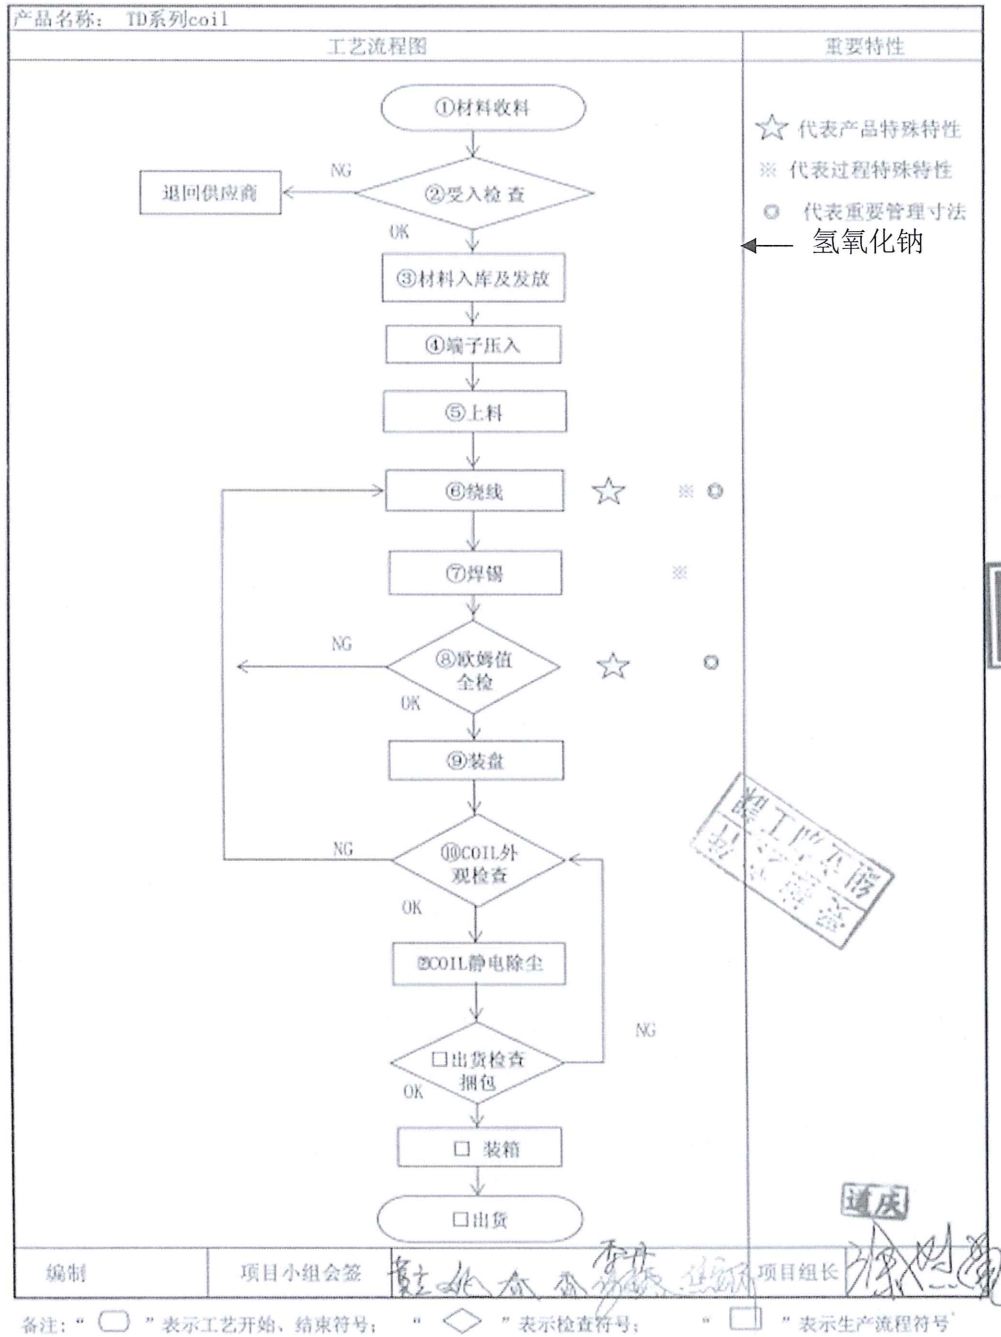 产品名称： TD系列coil
工艺流程图
重要特性
①材料收料
☆ 代表产品特殊特性
※ 代表过程特殊特性
◎ 代表重要管理寸法
氢氧化钠
NG
退回供应商
②受入检 查
OK
③材料入库及发放
④端子压入
⑤上料
⑥绕线
☆ ※ ◎
⑦焊锡
※
NG
⑧欧姆值
全检
☆ ◎
OK
⑨装盘
NG
⑩COIL外
观检查
OK
COIL静电除尘
NG
□出货检查
捆包
OK
□ 装箱
□出货
道庆
编制
项目小组会签
项目组长
备注：“ ”表示工艺开始、结束符号； “ ”表示检查符号； “ ”表示生产流程符号